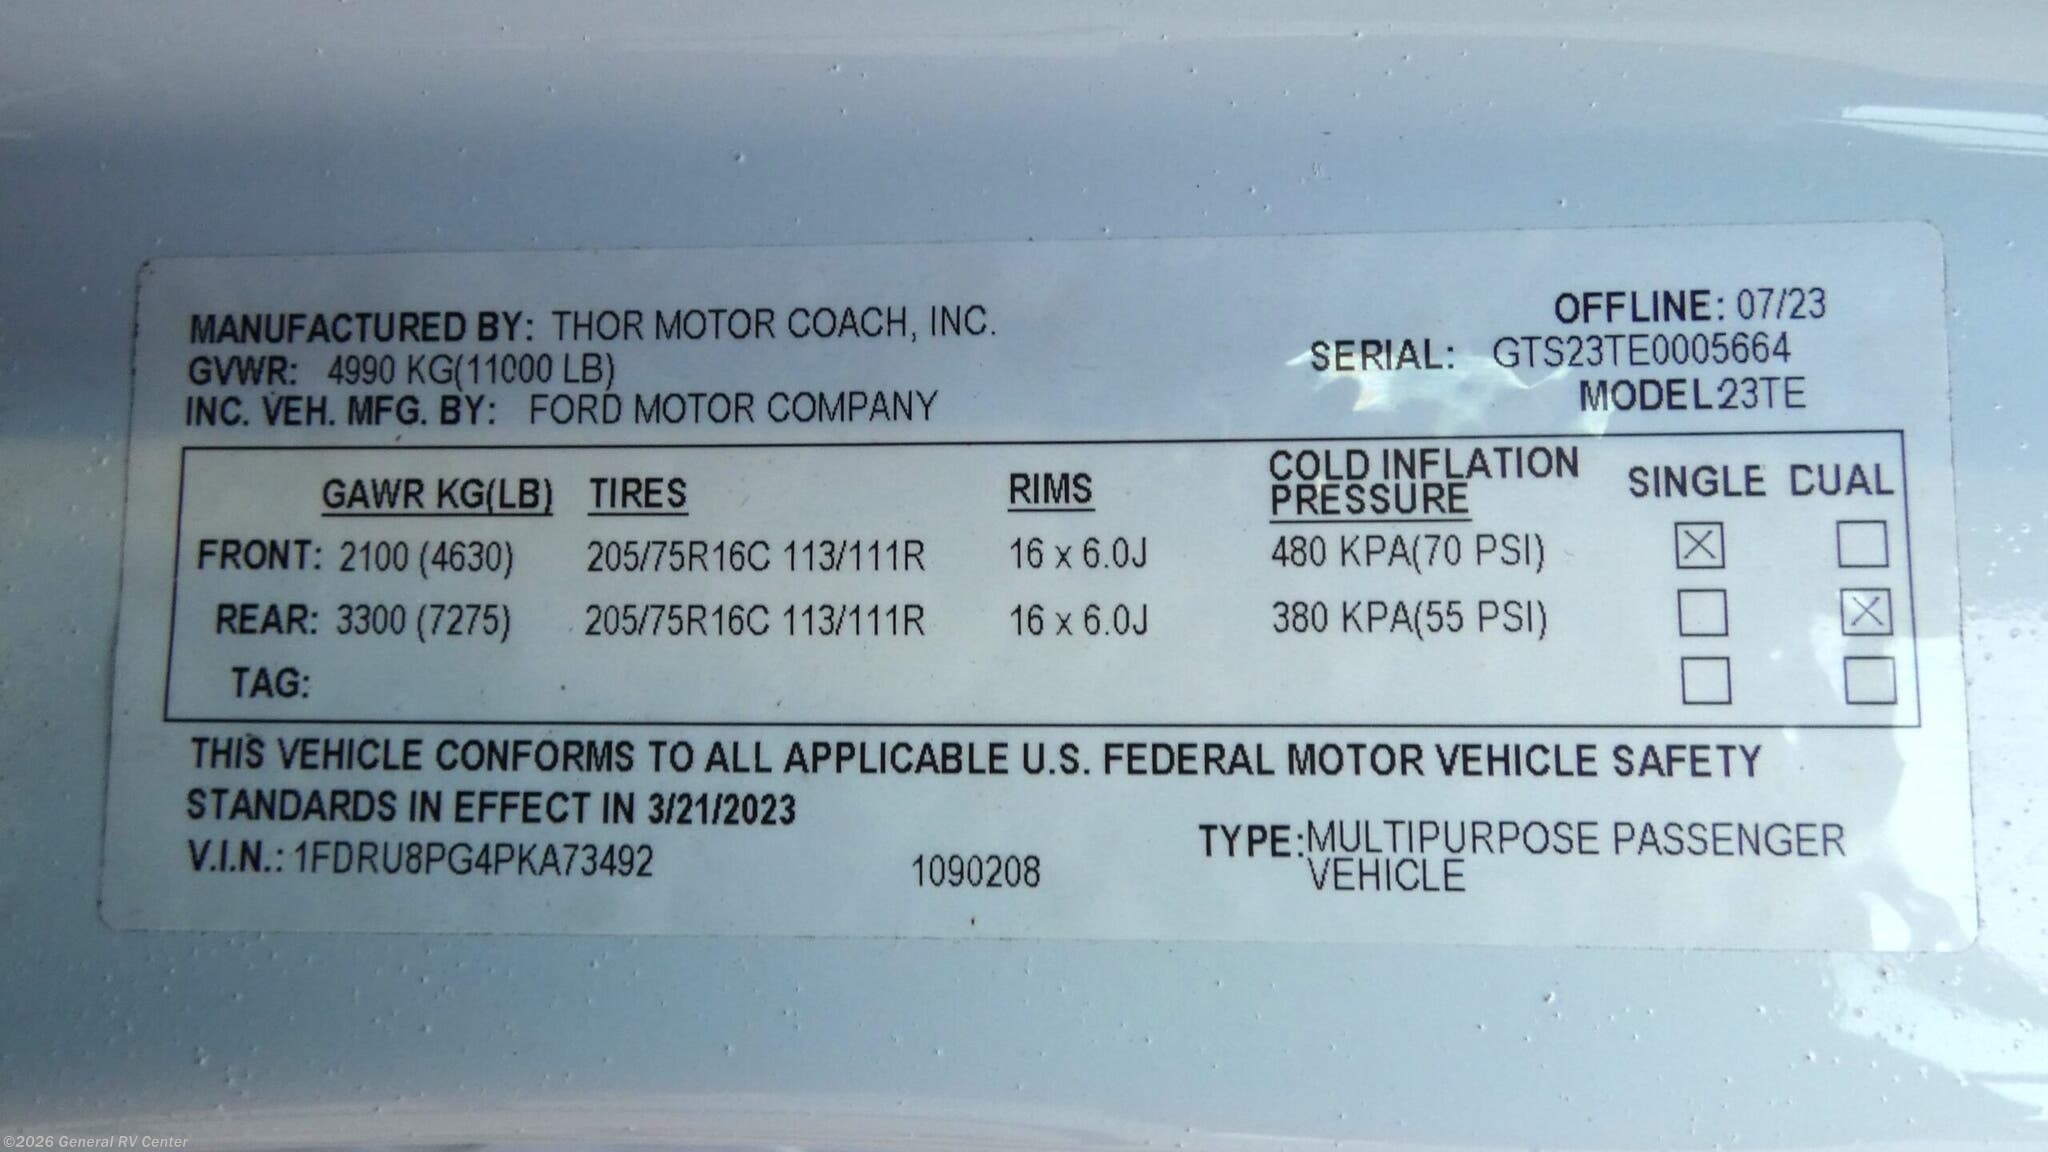 MANUFACTURED BY: THOR MOTOR COACH, INC.
OFFLINE: 07/23
GVWR: 4990 KG(11000 LB)
SERIAL: GTS23TE0005664
INC. VEH. MFG. BY: FORD MOTOR COMPANY
MODEL23TE
GAWR KG(LB) TIRES RIMS COLD INFLATION PRESSURE SINGLE DUAL
FRONT: 2100 (4630) 205/75R16C 113/111R 16 x 6.0J 480 KPA(70 PSI)
REAR: 3300 (7275) 205/75R16C 113/111R 16 x 6.0J 380 KPA(55 PSI)
TAG:
THIS VEHICLE CONFORMS TO ALL APPLICABLE U.S. FEDERAL MOTOR VEHICLE SAFETY
STANDARDS IN EFFECT IN 3/21/2023
V.I.N.: 1FDRU8PG4PKA73492 1090208 TYPE:MULTIPURPOSE PASSENGER
VEHICLE
©2026 General RV Center